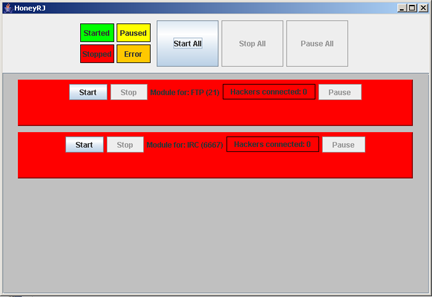 HoneyRJ
Started Paused
Stopped Error
Start All Stop All Pause All
Start Stop Module for: FTP (21) Hackers connected: 0 Pause
Start Stop Module for: IRC (6667) Hackers connected: 0 Pause